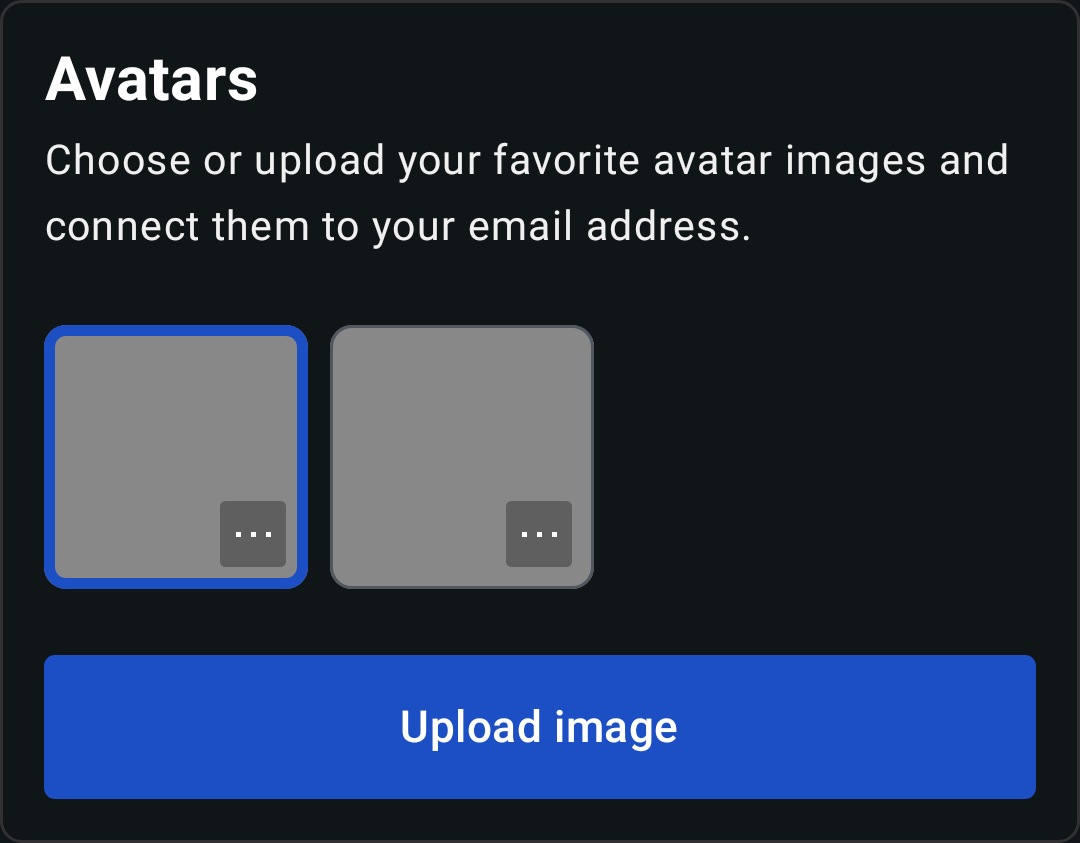 Avatars
Choose or upload your favorite avatar images and
connect them to your email address.
Upload image